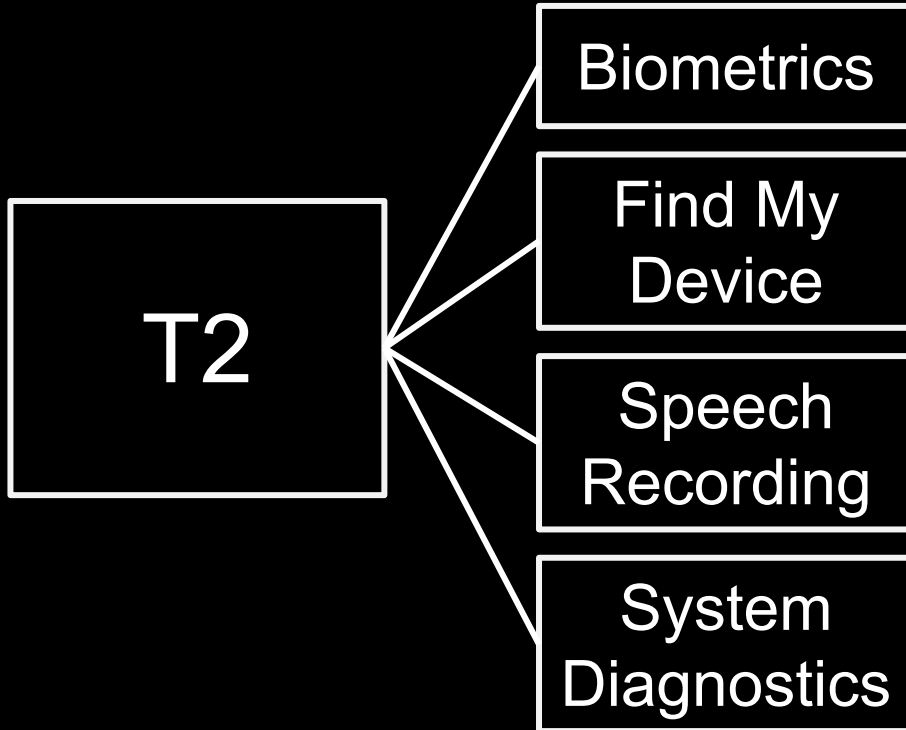 T2
Biometrics
Find My
Device
Speech
Recording
System
Diagnostics